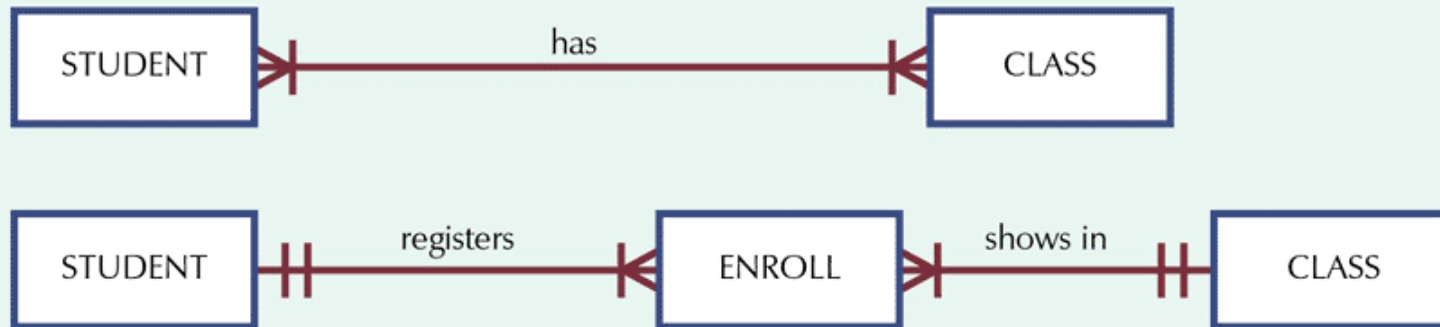 has
STUDENT CLASS
registers shows in
STUDENT ENROLL CLASS